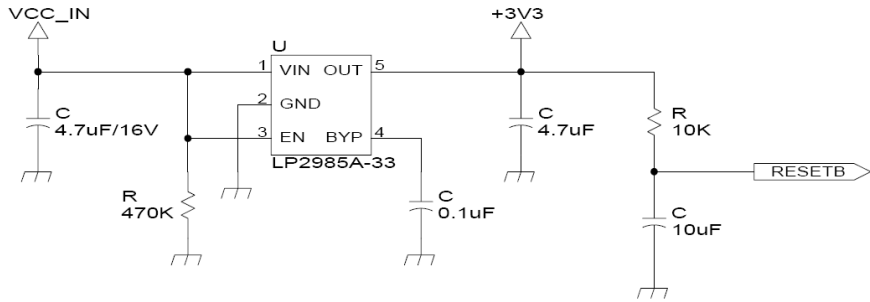 VCC_IN
+3V3
U
1 VIN OUT 5
2 GND
3 EN BYP 4
LP2985A-33
C
4.7uF/16V
R
470K
C
0.1uF
C
4.7uF
R
10K
RESETB
C
10uF